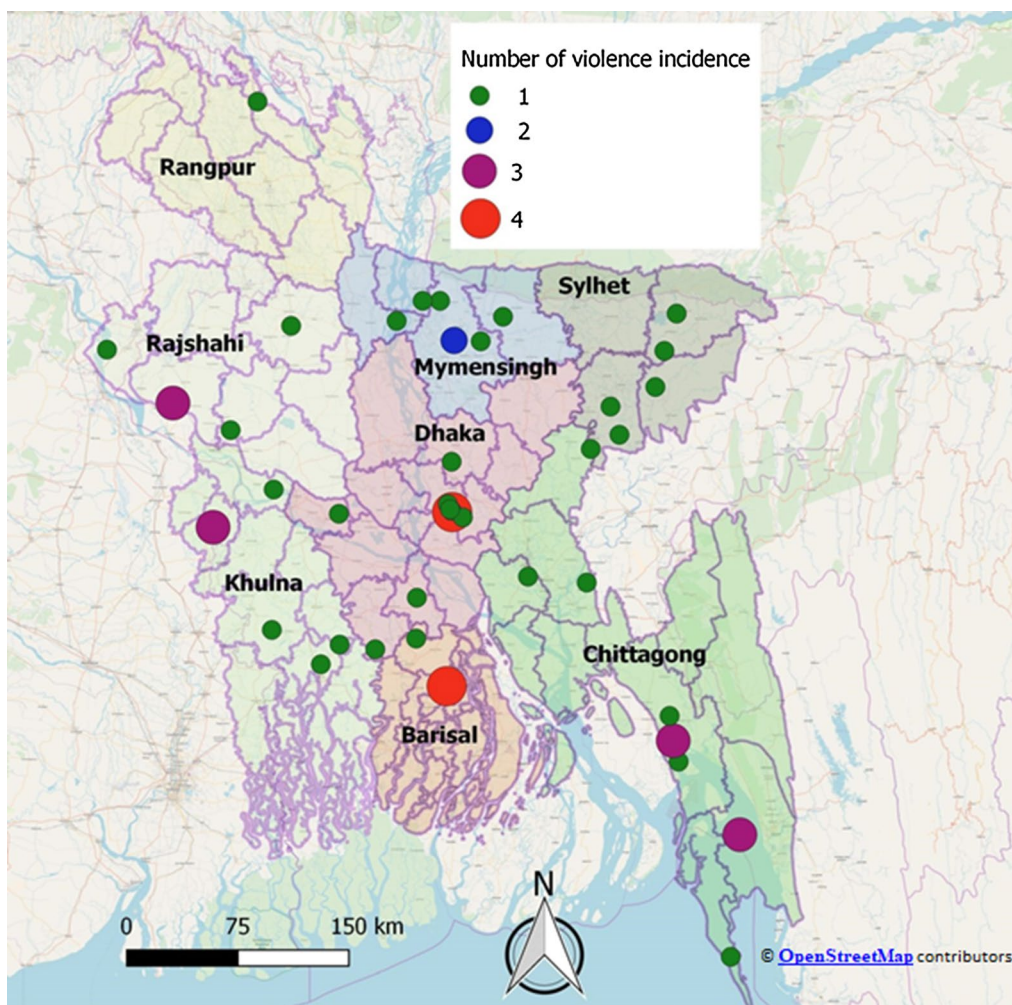 Number of violence incidence
1
2
3
4
Rangpur
Sylhet
Rajshahi
Mymensingh
Dhaka
Khulna
Chittagong
Barisal
N
0 75 150 km
© OpenStreetMap contributors